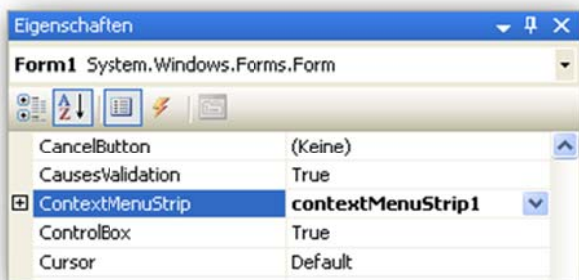 Eigenschaften
Form1 System.Windows.Forms.Form
CancelButton (Keine)
CausesValidation True
ContextMenuStrip contextMenuStrip1
ControlBox True
Cursor Default